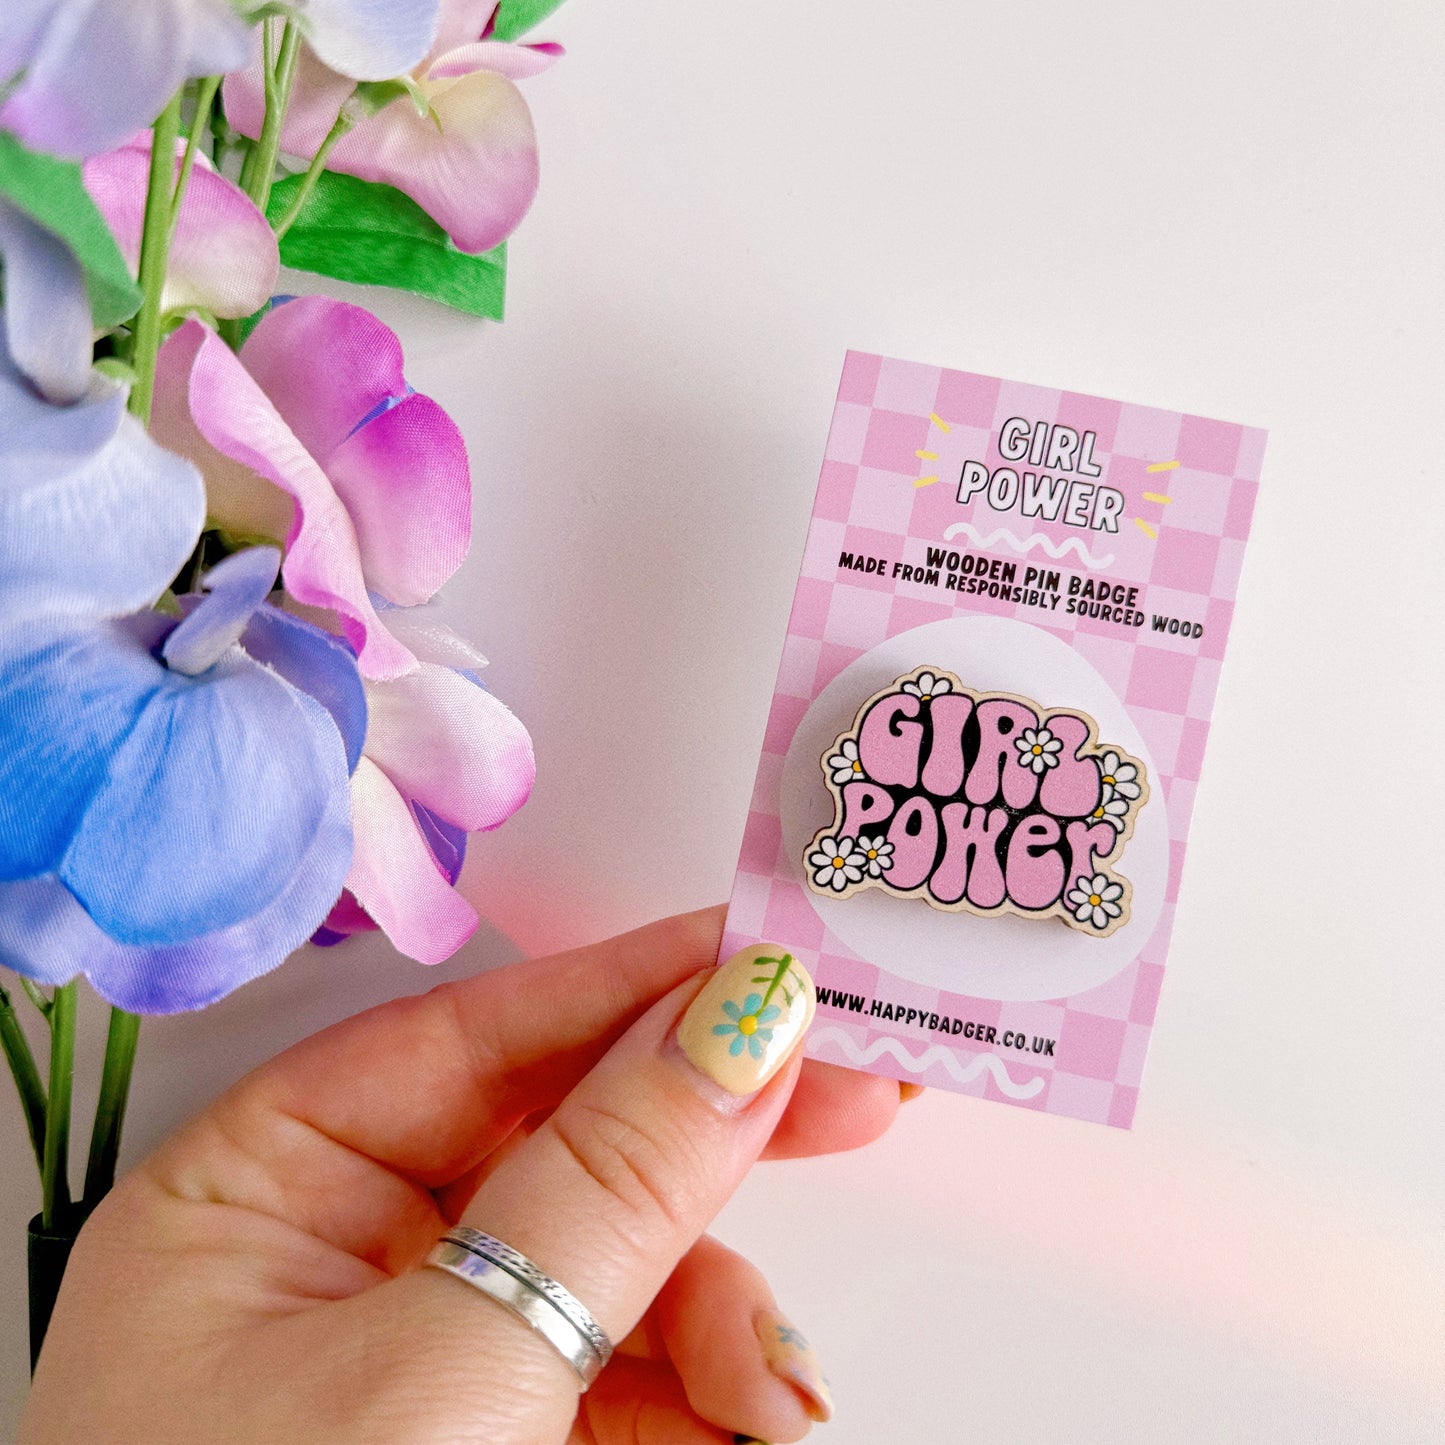 GIRL
POWER
WOODEN PIN BADGE
MADE FROM RESPONSIBLY SOURCED WOOD
GIRL
POWer
WWW.HAPPYBADGER.CO.UK